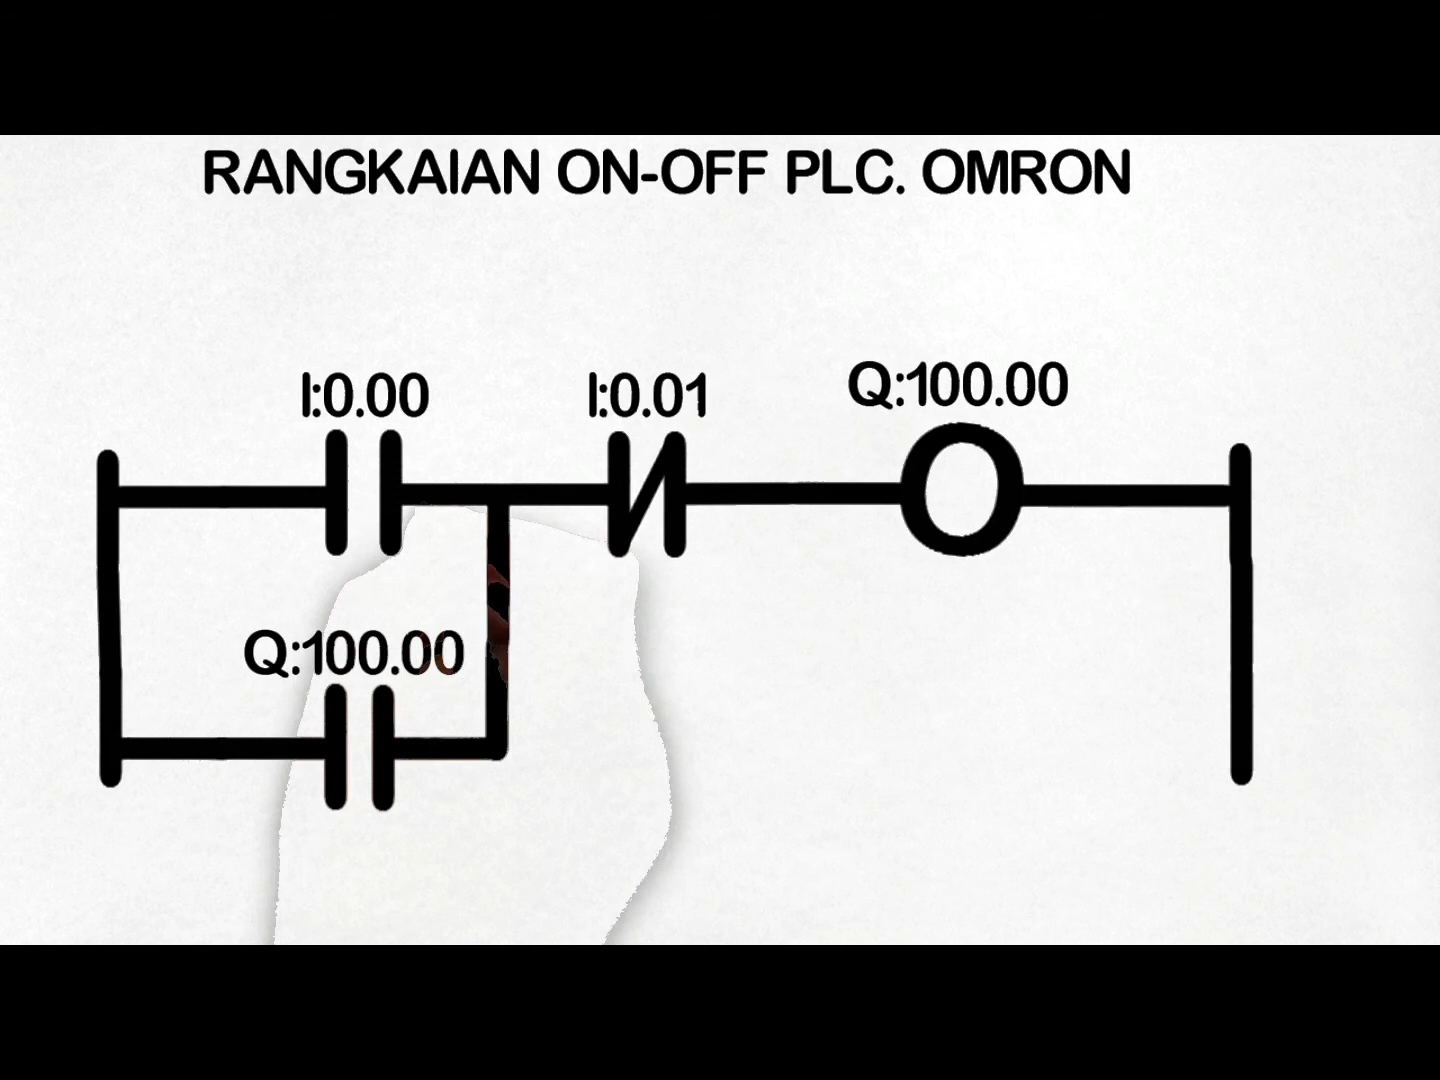 RANGKAIAN ON-OFF PLC. OMRON
I:0.00
I:0.01
Q:100.00
Q:100.00